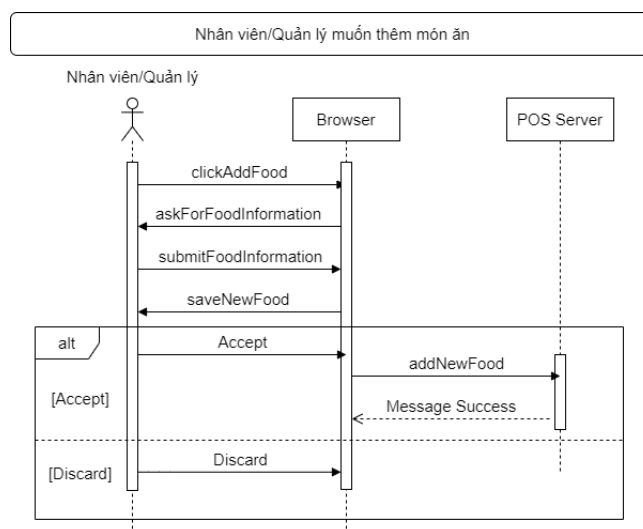 Nhân viên/Quản lý muốn thêm món ăn
Nhân viên/Quản lý
Browser
POS Server
clickAddFood
askForFoodInformation
submitFoodInformation
saveNewFood
alt
Accept
addNewFood
[Accept]
Message Success
Discard
[Discard]